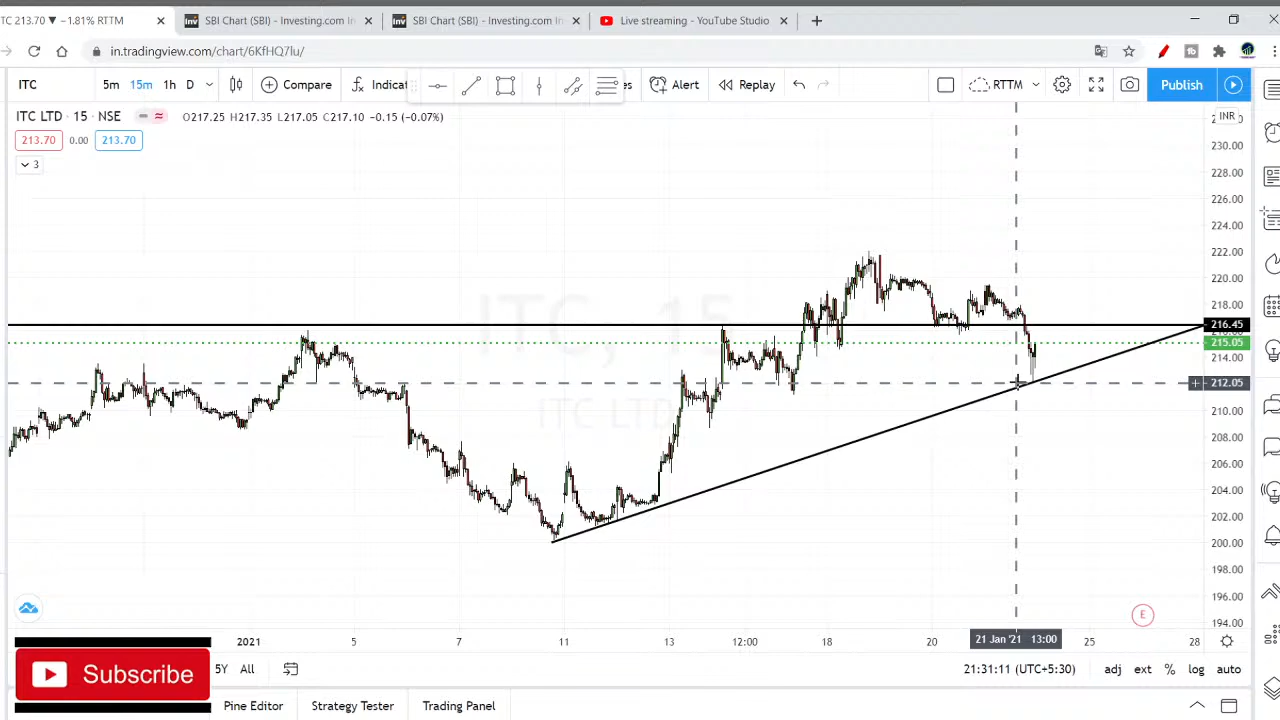 TC 213.70 ▼ −1.81% RTTM
SBI Chart (SBI) - Investing.com In
SBI Chart (SBI) - Investing.com In
Live streaming - YouTube Studio
in.tradingview.com/chart/6KfHQ7lu/
ITC 5m 15m 1h D Compare Indicat es Alert Replay RTTM Publish
ITC LTD · 15 · NSE O217.25 H217.35 L217.05 C217.10 −0.15 (−0.07%)
INR
213.70 0.00 213.70
3
230.00
228.00
226.00
224.00
222.00
220.00
218.00
216.45
215.05
214.00
212.05
210.00
208.00
206.00
204.00
202.00
200.00
198.00
196.00
194.00
ITC, 15
ITC LTD
E
2021 5 7 11 13 12:00 18 20 21 Jan '21 13:00 25 28
Subscribe
5Y All 21:31:11 (UTC+5:30) adj ext % log auto
Pine Editor Strategy Tester Trading Panel